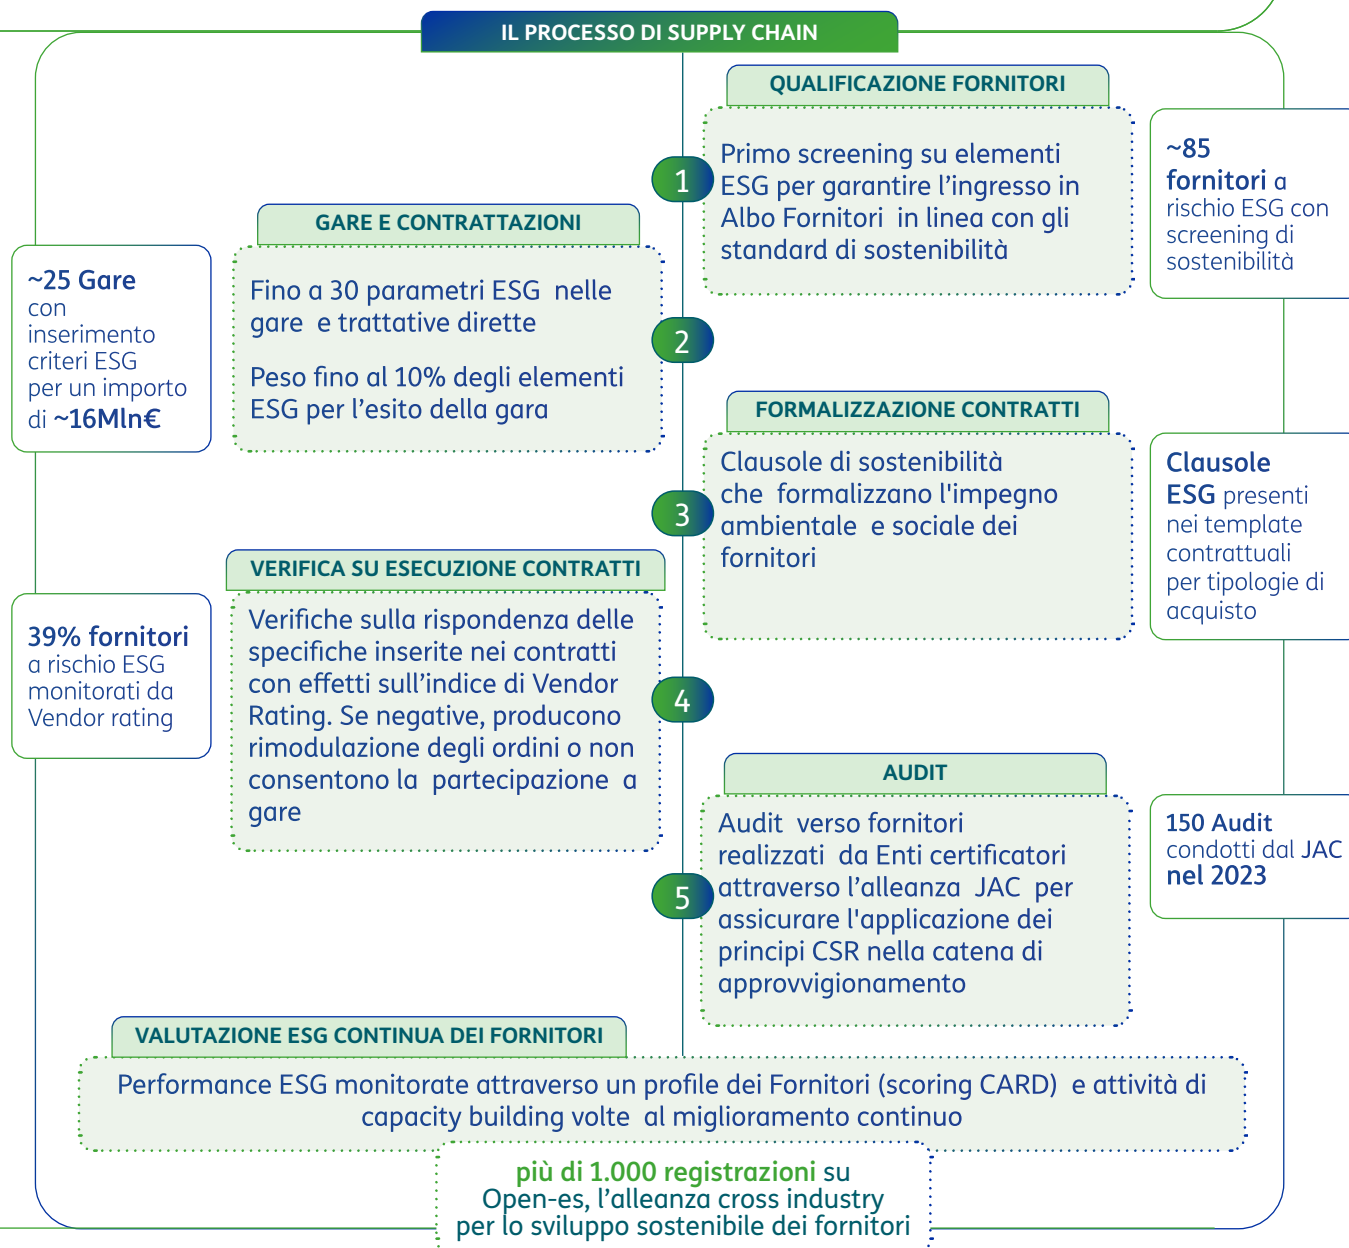 IL PROCESSO DI SUPPLY CHAIN
QUALIFICAZIONE FORNITORI
1
Primo screening su elementi
ESG per garantire l’ingresso in
Albo Fornitori in linea con gli
standard di sostenibilità
~85
fornitori a
rischio ESG con
screening di
sostenibilità
GARE E CONTRATTAZIONI
~25 Gare
con
inserimento
criteri ESG
per un importo
di ~16Mln€
Fino a 30 parametri ESG nelle
gare e trattative dirette
Peso fino al 10% degli elementi
ESG per l’esito della gara
2
FORMALIZZAZIONE CONTRATTI
3
Clausole di sostenibilità
che formalizzano l'impegno
ambientale e sociale dei
fornitori
Clausole
ESG presenti
nei template
contrattuali
per tipologie di
acquisto
VERIFICA SU ESECUZIONE CONTRATTI
39% fornitori
a rischio ESG
monitorati da
Vendor rating
Verifiche sulla rispondenza delle
specifiche inserite nei contratti
con effetti sull’indice di Vendor
Rating. Se negative, producono
rimodulazione degli ordini o non
consentono la partecipazione a
gare
4
AUDIT
5
Audit verso fornitori
realizzati da Enti certificatori
attraverso l’alleanza JAC per
assicurare l'applicazione dei
principi CSR nella catena di
approvvigionamento
150 Audit
condotti dal JAC
nel 2023
VALUTAZIONE ESG CONTINUA DEI FORNITORI
Performance ESG monitorate attraverso un profile dei Fornitori (scoring CARD) e attività di
capacity building volte al miglioramento continuo
più di 1.000 registrazioni su
Open-es, l’alleanza cross industry
per lo sviluppo sostenibile dei fornitori